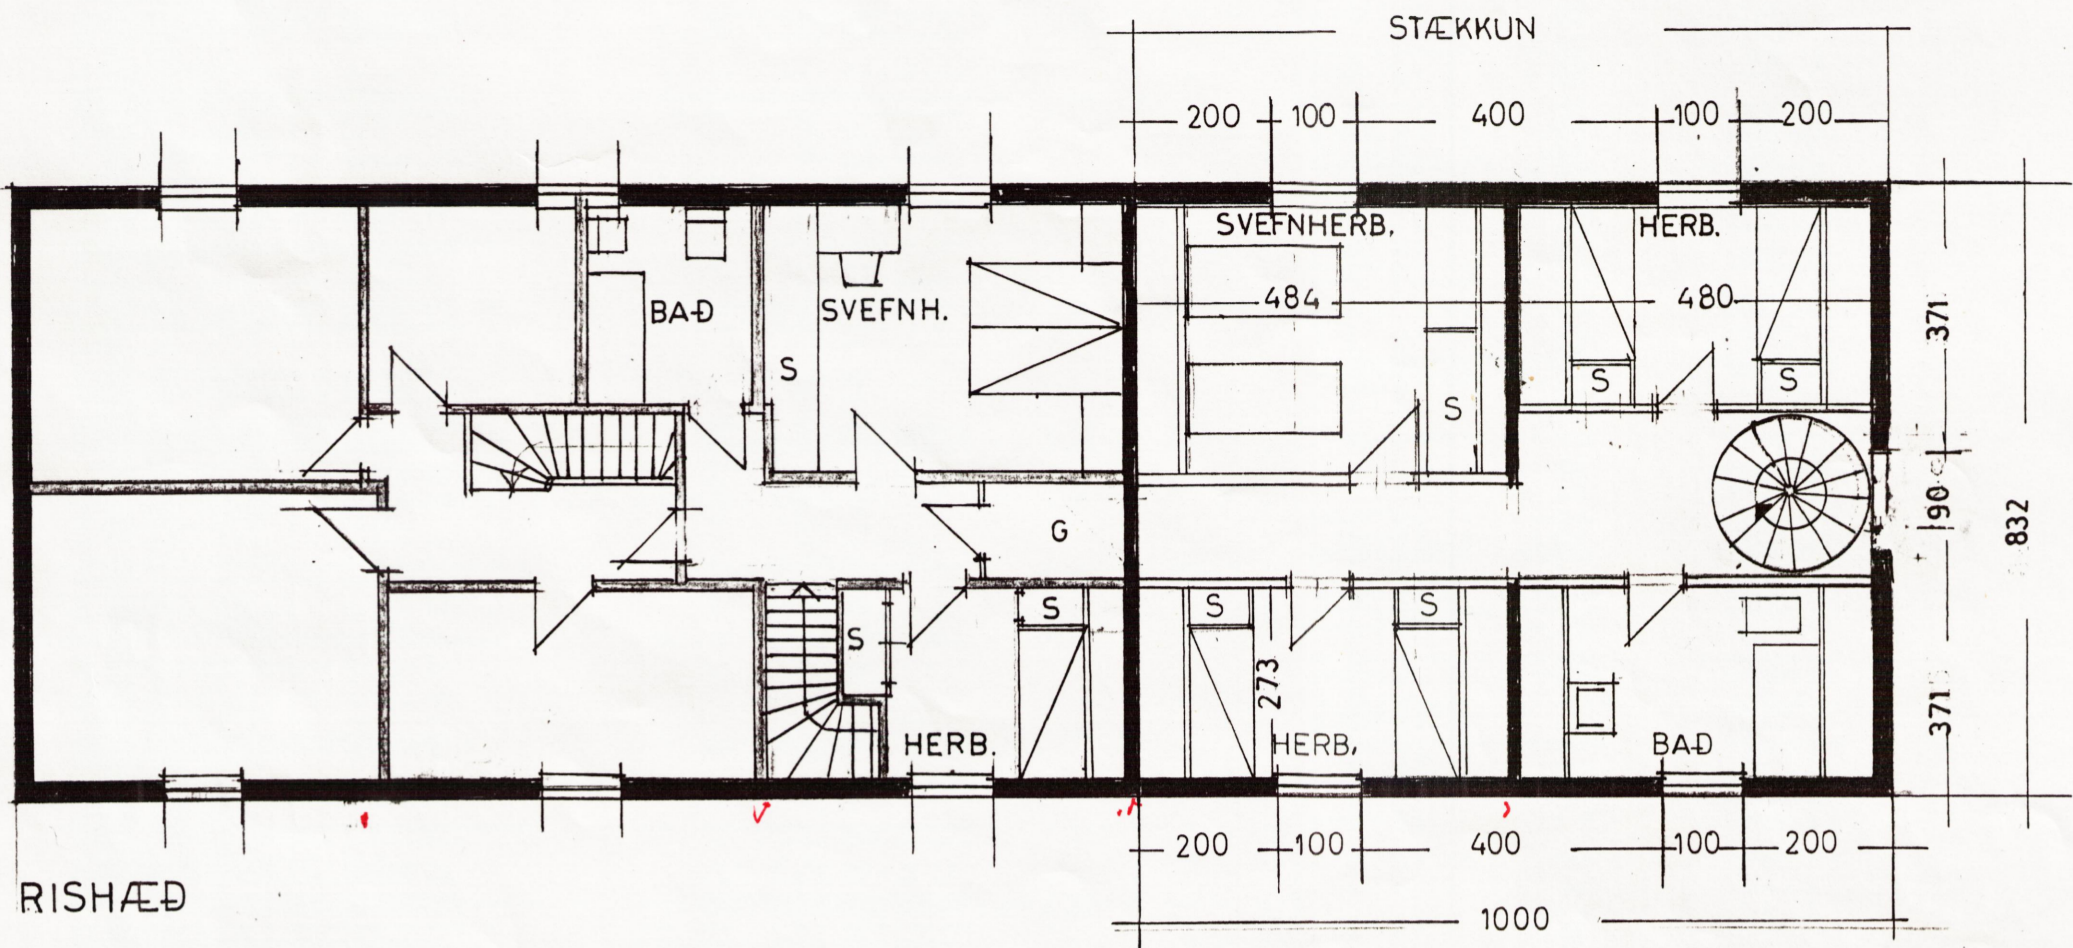 STÆKKUN
200 100 400 100 200
SVEFNHERB. HERB.
BAÐ SVEFNH. 484 480 371
S S S S
G 90 832
S S S S
273 371
HERB. HERB. BAÐ
200 100 400 100 200
RISHÆÐ
1000